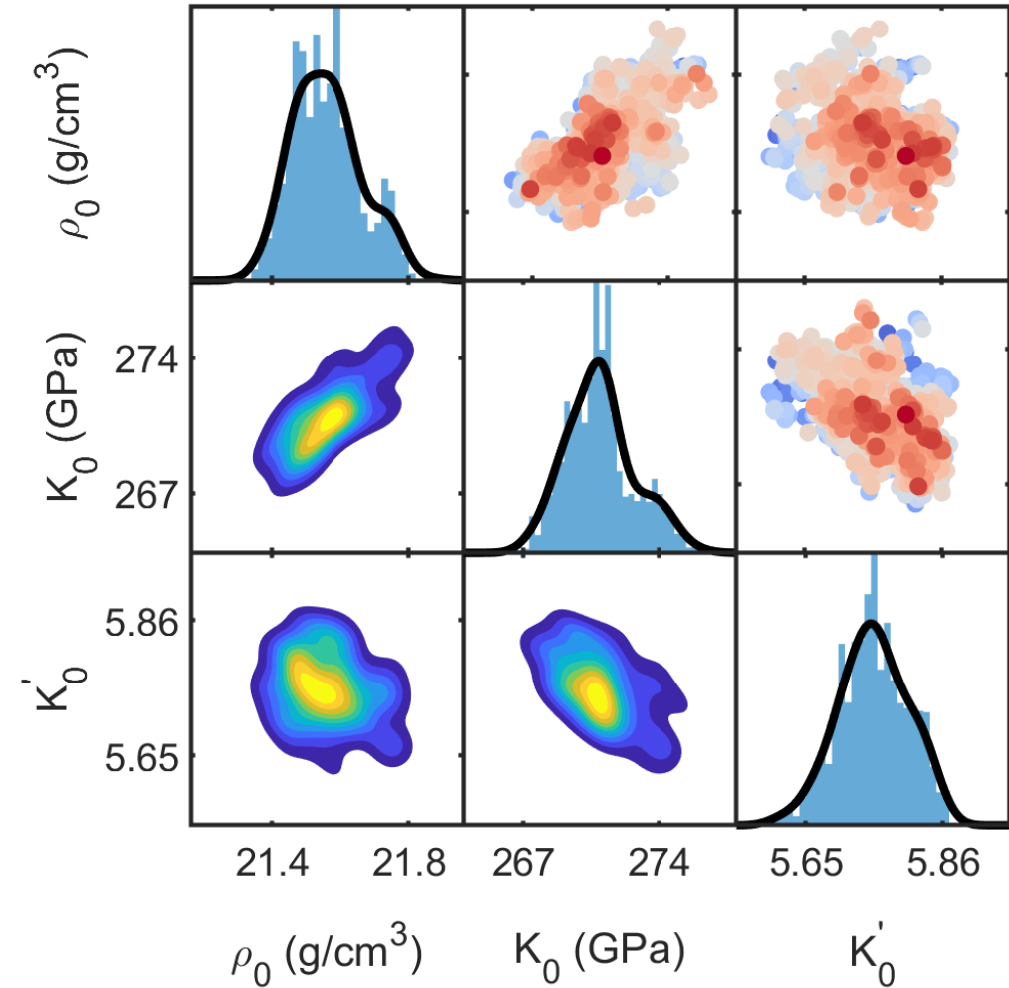 ρ₀ (g/cm³)
K₀ (GPa)
274
267
K₀'
5.86
5.65
21.4 21.8 267 274 5.65 5.86
ρ₀ (g/cm³) K₀ (GPa) K₀'